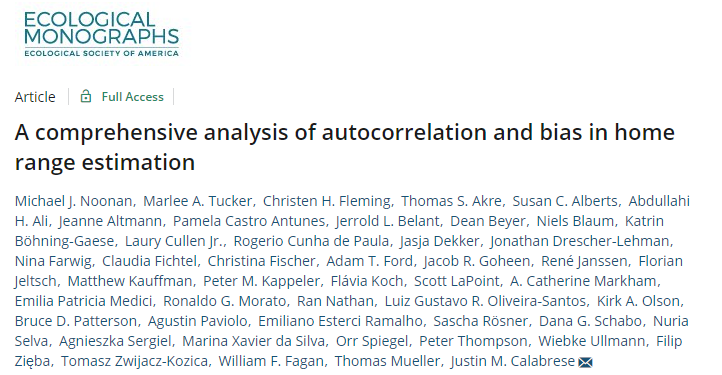 ECOLOGICAL
MONOGRAPHS
ECOLOGICAL SOCIETY OF AMERICA
Article Full Access
A comprehensive analysis of autocorrelation and bias in home
range estimation
Michael J. Noonan, Marlee A. Tucker, Christen H. Fleming, Thomas S. Akre, Susan C. Alberts, Abdullahi
H. Ali, Jeanne Altmann, Pamela Castro Antunes, Jerrold L. Belant, Dean Beyer, Niels Blaum, Katrin
Böhning-Gaese, Laury Cullen Jr., Rogerio Cunha de Paula, Jasja Dekker, Jonathan Drescher-Lehman,
Nina Farwig, Claudia Fichtel, Christina Fischer, Adam T. Ford, Jacob R. Goheen, René Janssen, Florian
Jeltsch, Matthew Kauffman, Peter M. Kappeler, Flávia Koch, Scott LaPoint, A. Catherine Markham,
Emilia Patricia Medici, Ronaldo G. Morato, Ran Nathan, Luiz Gustavo R. Oliveira-Santos, Kirk A. Olson,
Bruce D. Patterson, Agustin Paviolo, Emiliano Esterci Ramalho, Sascha Rösner, Dana G. Schabo, Nuria
Selva, Agnieszka Sergiel, Marina Xavier da Silva, Orr Spiegel, Peter Thompson, Wiebke Ullmann, Filip
Zięba, Tomasz Zwijacz-Kozica, William F. Fagan, Thomas Mueller, Justin M. Calabrese